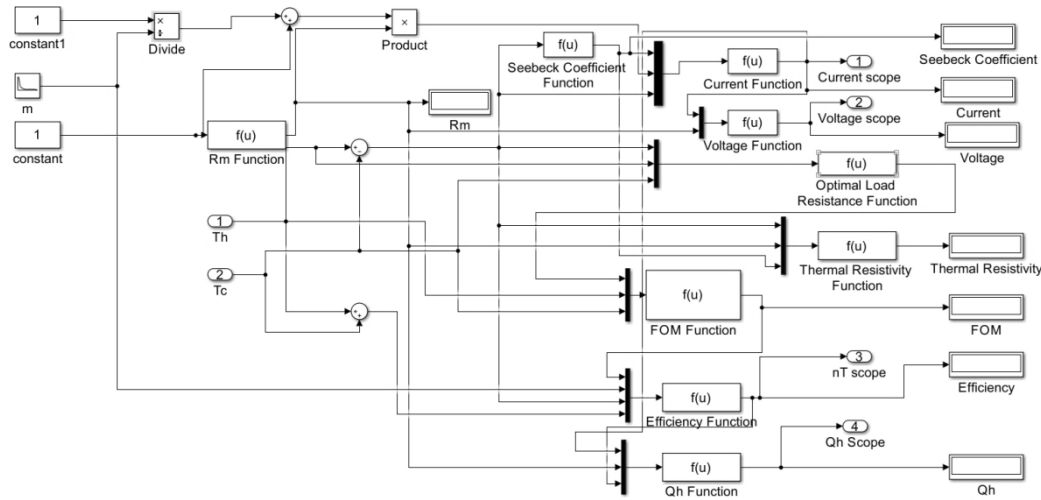 1
constant1
×
÷
Divide
+
+
×
Product
m
1
constant
f(u)
Rm Function
Rm
f(u)
Seebeck Coefficient
Function
f(u)
Current Function
1
Current scope
Seebeck Coefficient
Current
2
Voltage scope
f(u)
Voltage Function
Voltage
+
-
f(u)
Optimal Load
Resistance Function
1
Th
2
Tc
f(u)
Thermal Resistivity
Function
Thermal Resistivity
f(u)
FOM Function
FOM
+
+
3
nT scope
f(u)
Efficiency Function
Efficiency
4
Qh Scope
f(u)
Qh Function
Qh